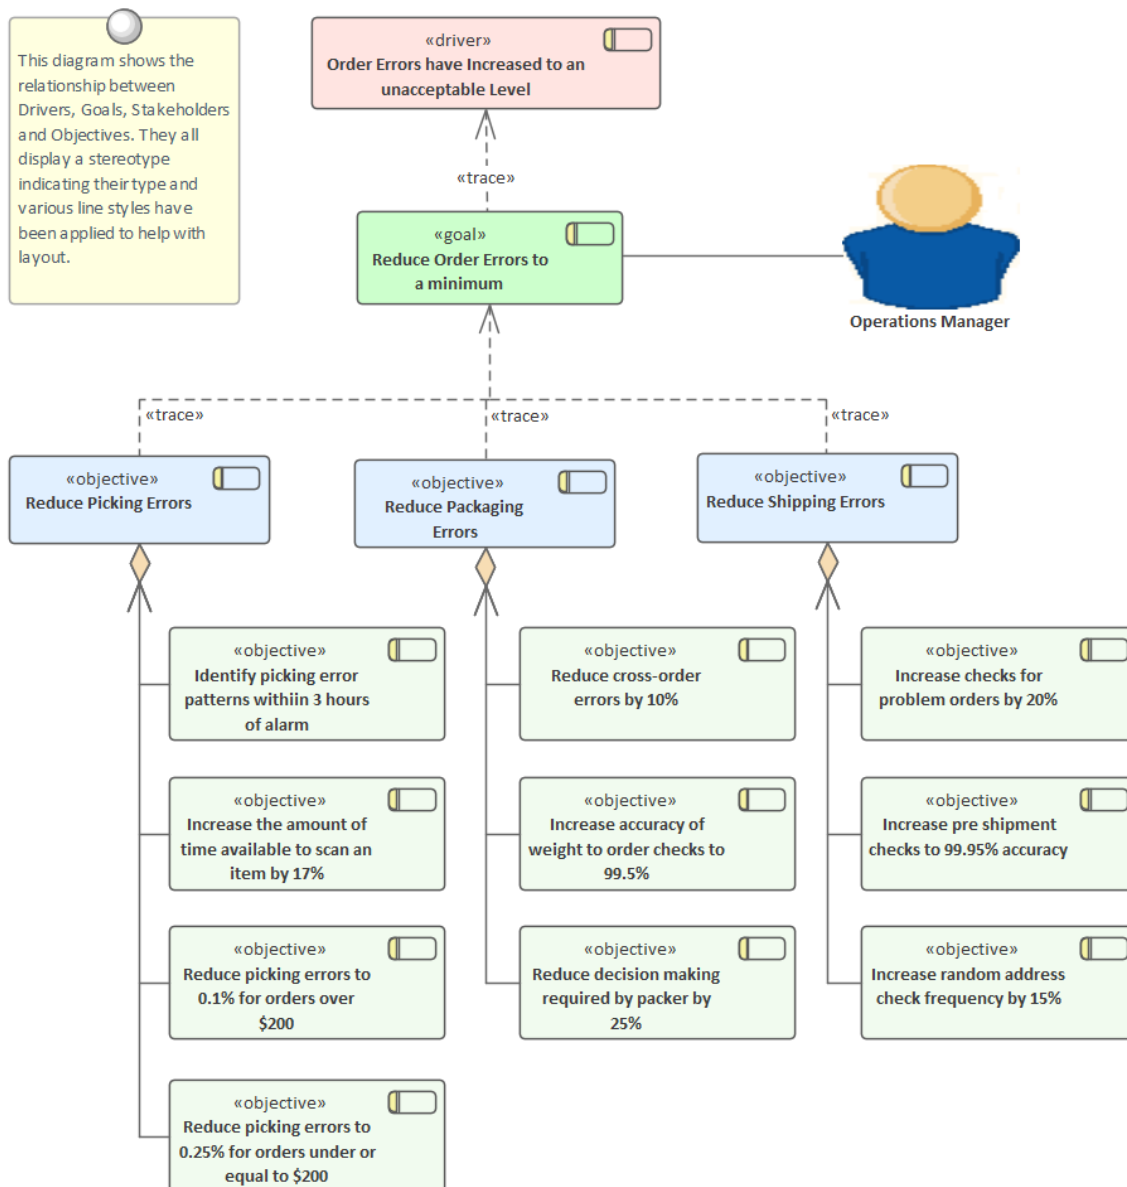 This diagram shows the
relationship between
Drivers, Goals, Stakeholders
and Objectives. They all
display a stereotype
indicating their type and
various line styles have
been applied to help with
layout.
«driver»
Order Errors have Increased to an
unacceptable Level
«trace»
«goal»
Reduce Order Errors to
a minimum
Operations Manager
«trace»
«trace»
«trace»
«objective»
Reduce Picking Errors
«objective»
Reduce Packaging
Errors
«objective»
Reduce Shipping Errors
«objective»
Identify picking error
patterns withiin 3 hours
of alarm
«objective»
Reduce cross-order
errors by 10%
«objective»
Increase checks for
problem orders by 20%
«objective»
Increase the amount of
time available to scan an
item by 17%
«objective»
Increase accuracy of
weight to order checks to
99.5%
«objective»
Increase pre shipment
checks to 99.95% accuracy
«objective»
Reduce picking errors to
0.1% for orders over
$200
«objective»
Reduce decision making
required by packer by
25%
«objective»
Increase random address
check frequency by 15%
«objective»
Reduce picking errors to
0.25% for orders under or
equal to $200